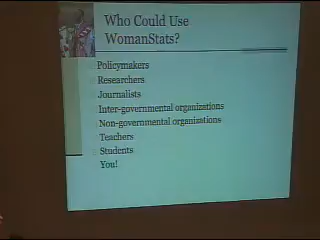 Who Could Use
WomanStats?
Policymakers
Researchers
Journalists
Inter-governmental organizations
Non-governmental organizations
Teachers
Students
You!